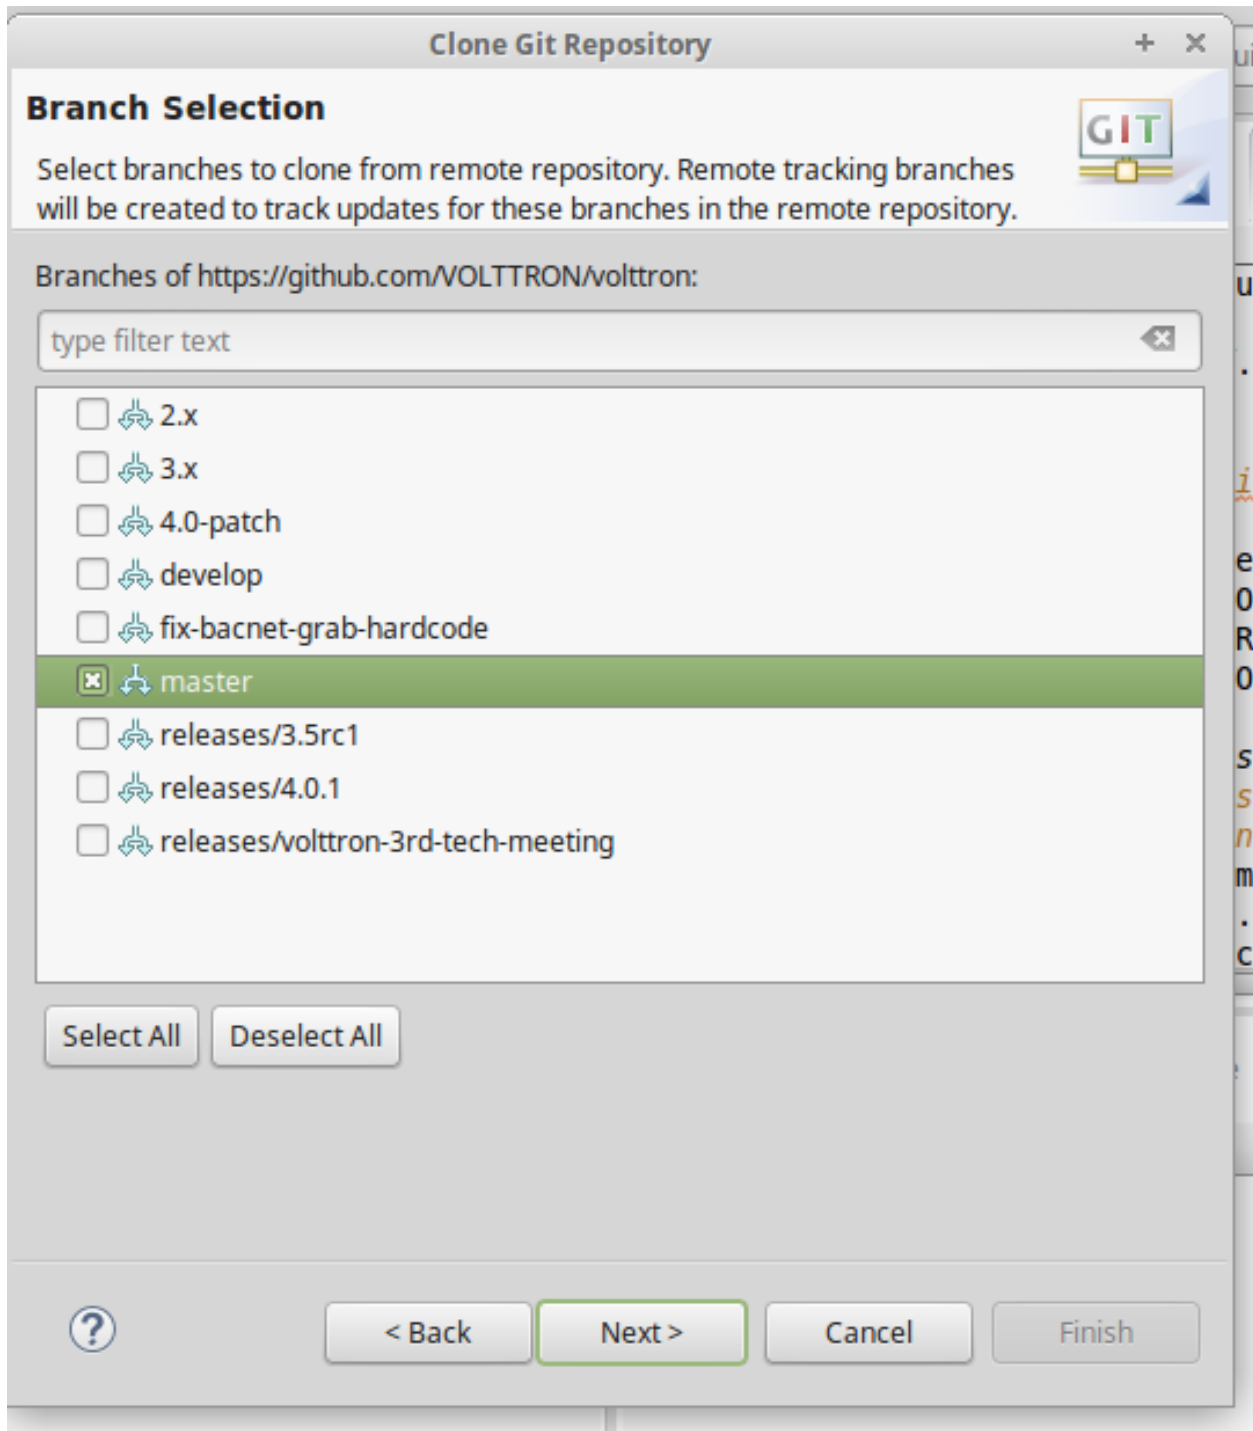 Clone Git Repository
Branch Selection
GIT
Select branches to clone from remote repository. Remote tracking branches
will be created to track updates for these branches in the remote repository.
Branches of https://github.com/VOLTTRON/volttron:
type filter text
2.x
3.x
4.0-patch
develop
fix-bacnet-grab-hardcode
master
releases/3.5rc1
releases/4.0.1
releases/volttron-3rd-tech-meeting
Select All
Deselect All
? < Back Next > Cancel Finish